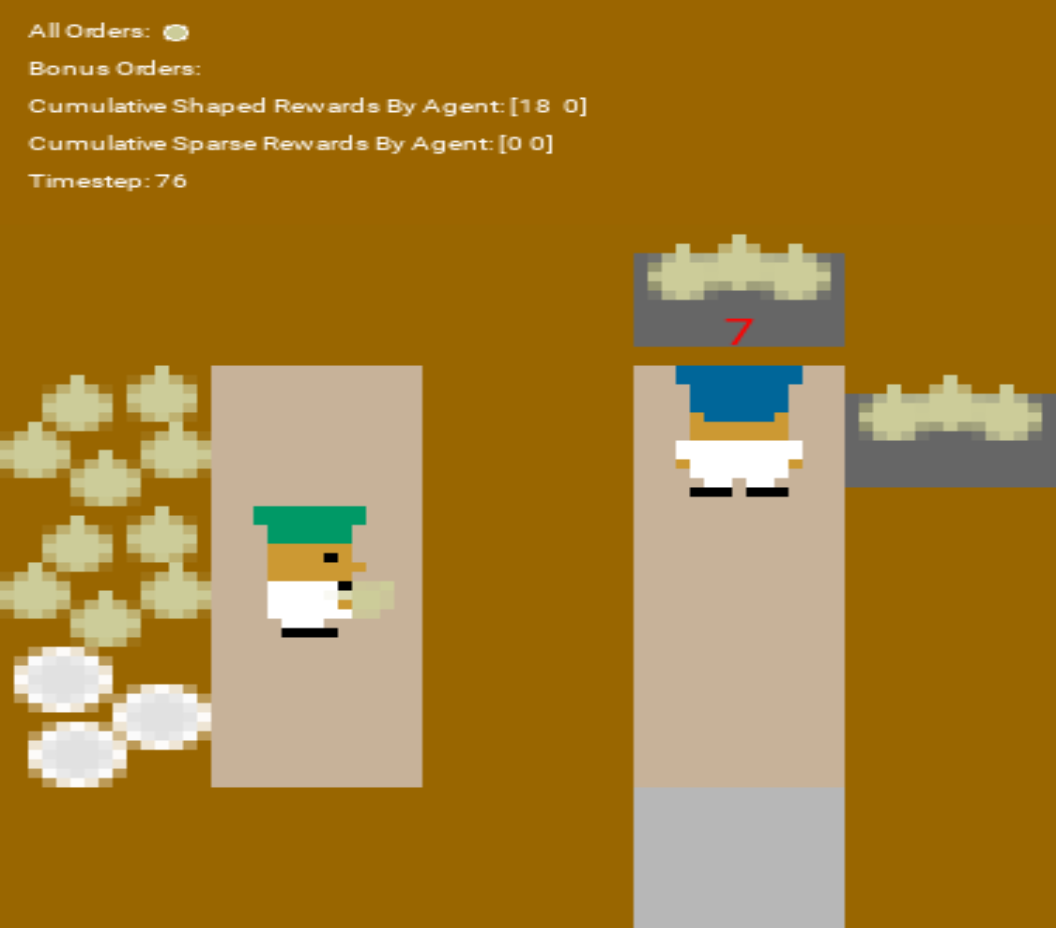 All Orders:
Bonus Orders:
Cumulative Shaped Rewards By Agent: [18 0]
Cumulative Sparse Rewards By Agent: [0 0]
Timestep: 76
7